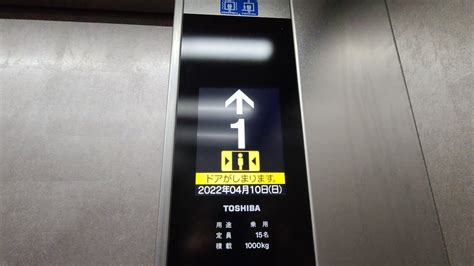 1
ドアがしまります。
2022年04月10日(日)
TOSHIBA
用途 乗用
定員 15名
積載 1000kg